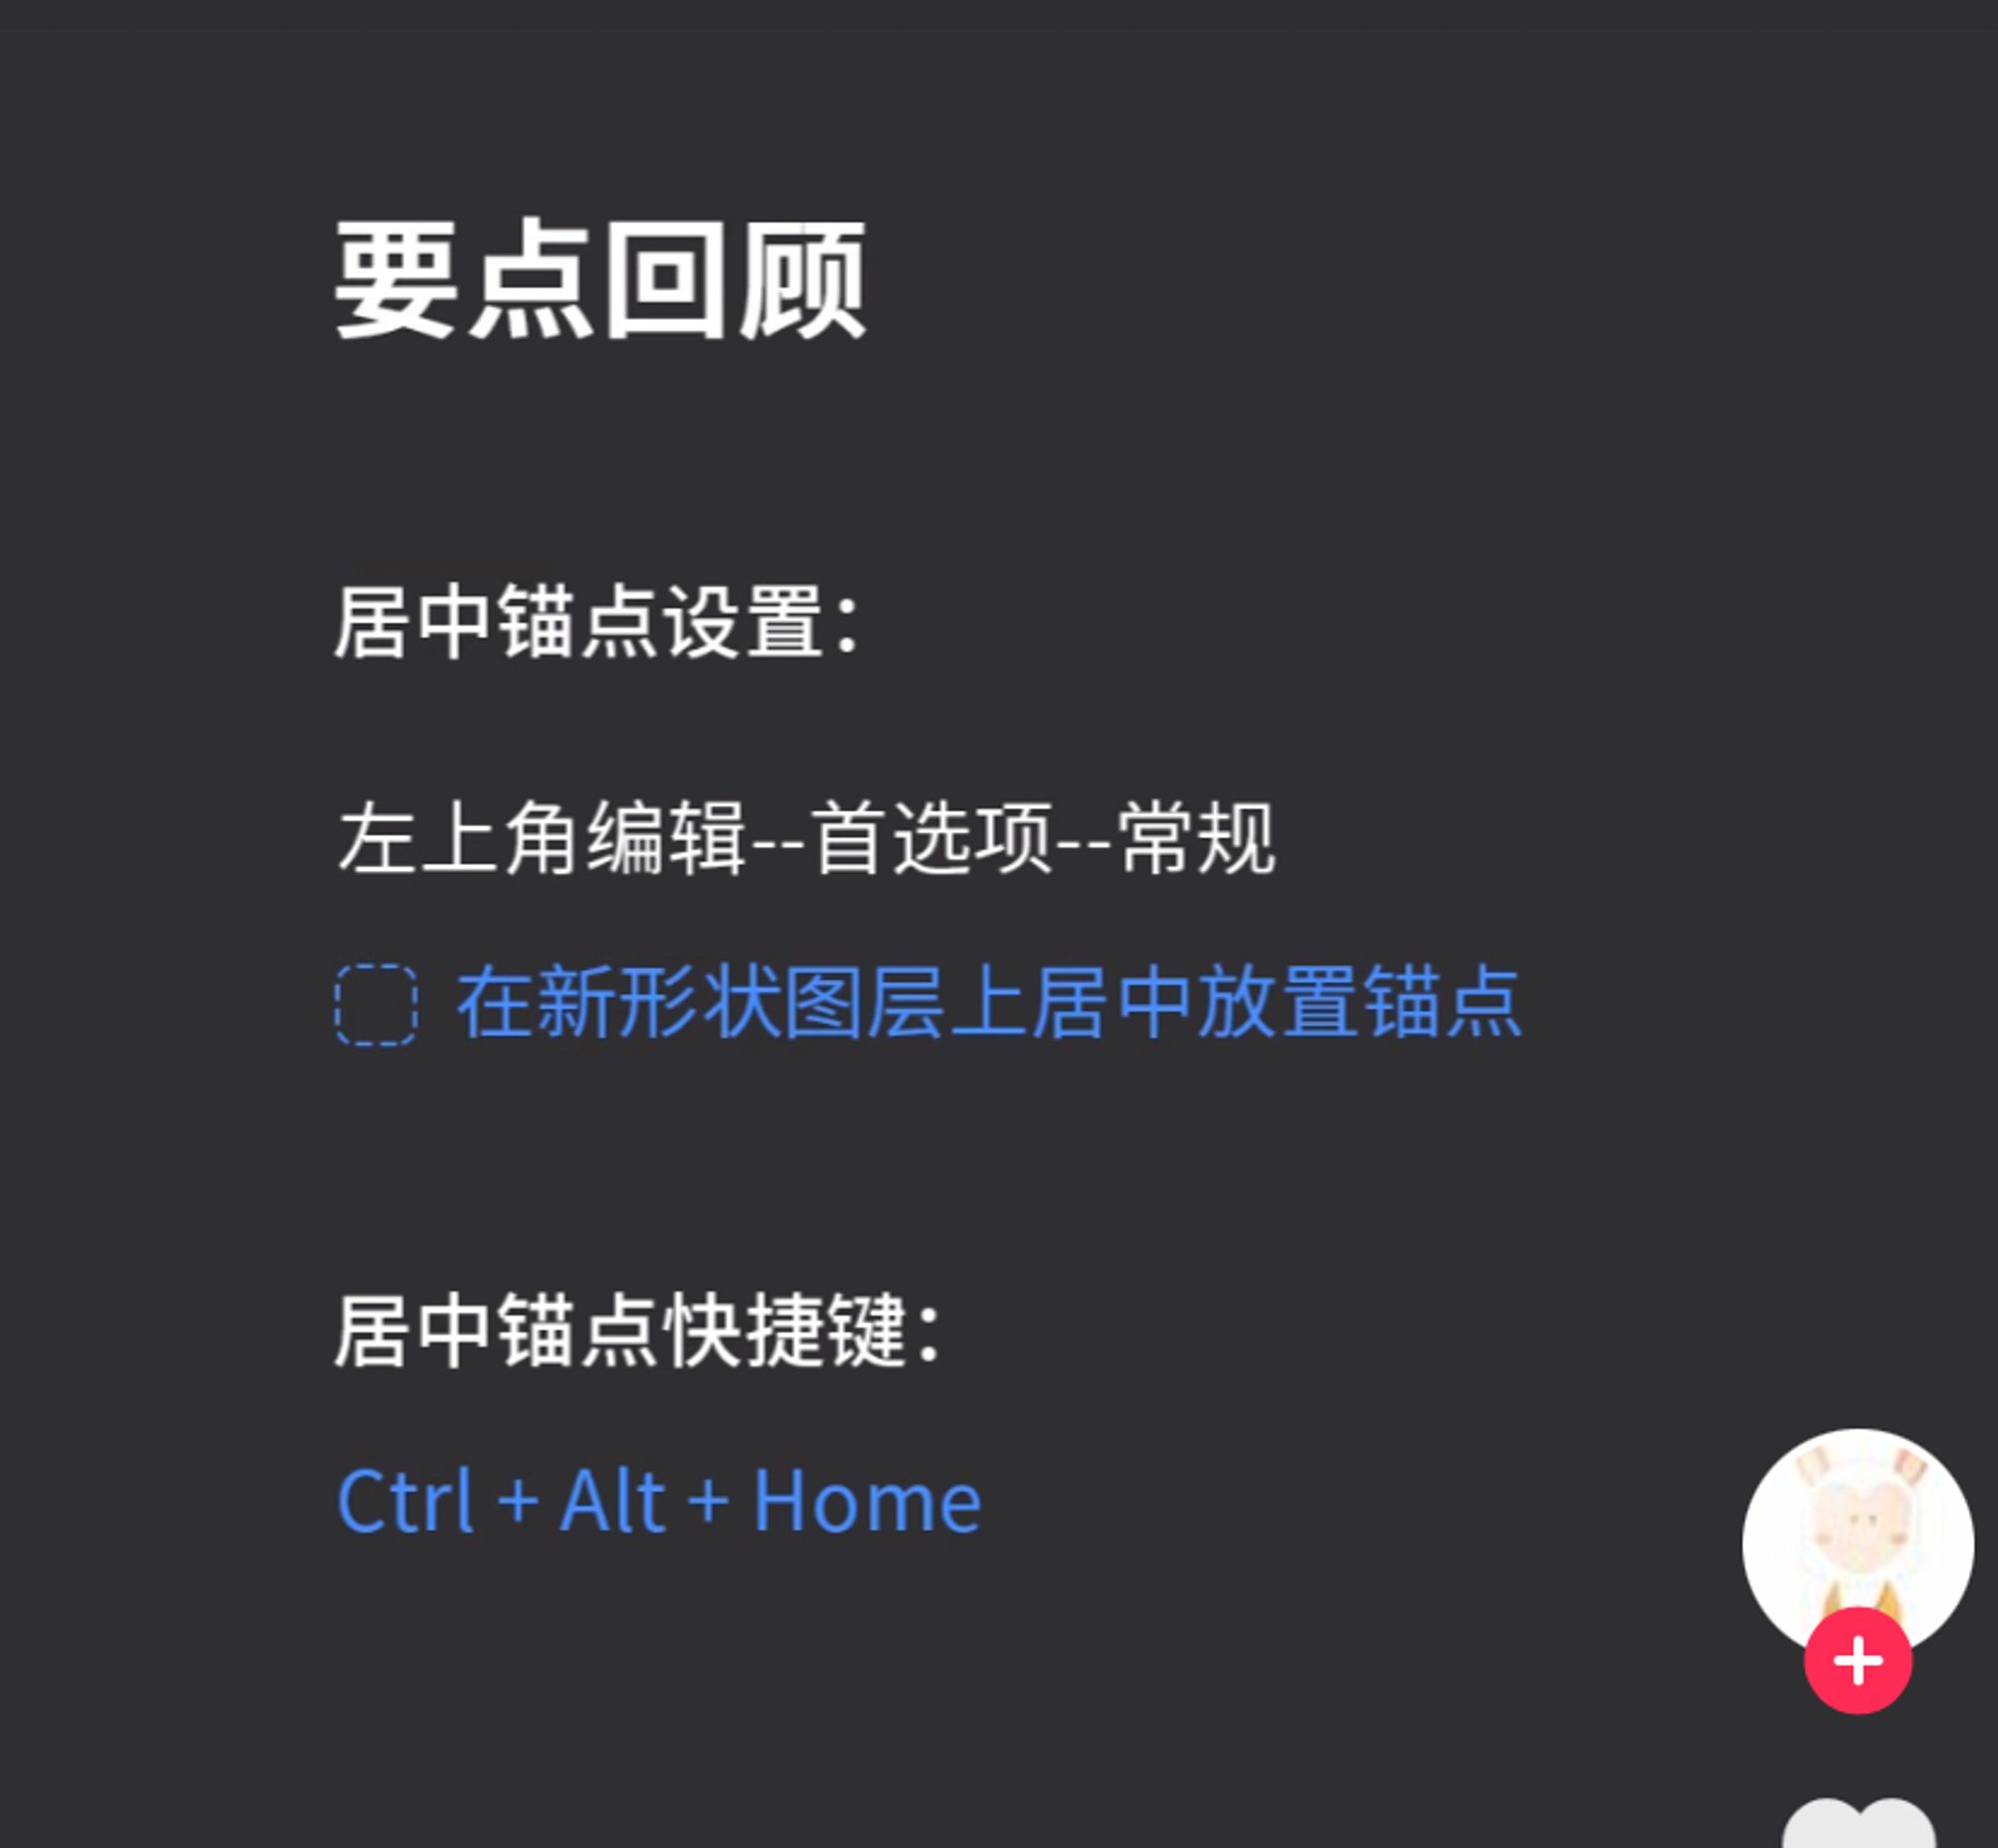 要点回顾
居中锚点设置：
左上角编辑--首选项--常规
在新形状图层上居中放置锚点
居中锚点快捷键：
Ctrl + Alt + Home